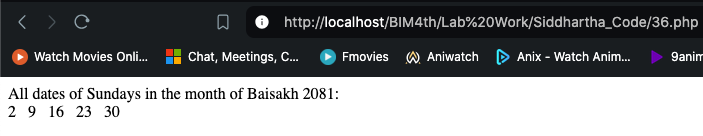 http://localhost/BIM4th/Lab%20Work/Siddhartha_Code/36.php
Watch Movies Onli... Chat, Meetings, C... Fmovies Aniwatch Anix - Watch Anim... 9anim
All dates of Sundays in the month of Baisakh 2081:
2 9 16 23 30